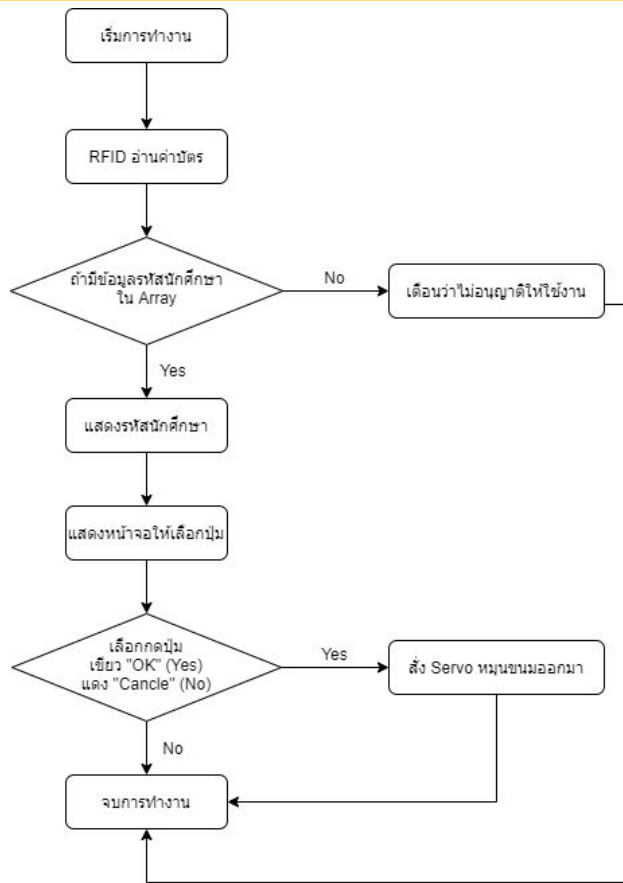 เริ่มการทำงาน
RFID อ่านค่าบัตร
ถ้ามีข้อมูลรหัสนักศึกษา
ใน Array
No
เตือนว่าไม่อนุญาติให้ใช้งาน
Yes
แสดงรหัสนักศึกษา
แสดงหน้าจอให้เลือกปุ่ม
เลือกกดปุ่ม
เขียว "OK" (Yes)
แดง "Cancle" (No)
Yes
สั่ง Servo หมุนขนมออกมา
No
จบการทำงาน